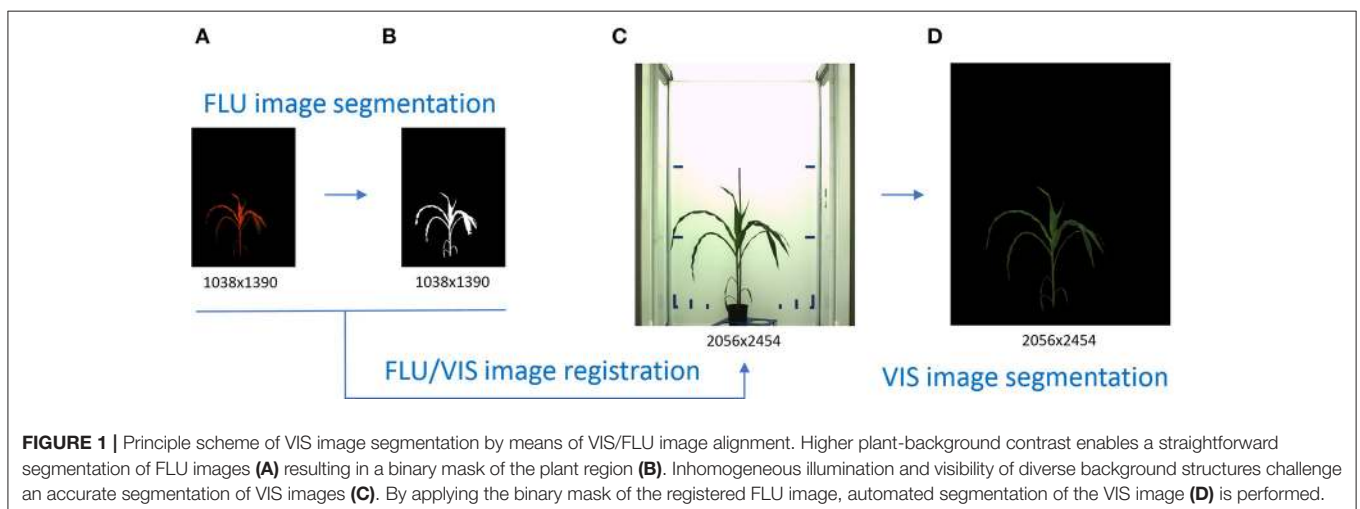 A
B
C
D
FLU image segmentation
1038x1390
1038x1390
2056x2454
2056x2454
FLU/VIS image registration
VIS image segmentation
FIGURE 1 | Principle scheme of VIS image segmentation by means of VIS/FLU image alignment. Higher plant-background contrast enables a straightforward
segmentation of FLU images (A) resulting in a binary mask of the plant region (B). Inhomogeneous illumination and visibility of diverse background structures challenge
an accurate segmentation of VIS images (C). By applying the binary mask of the registered FLU image, automated segmentation of the VIS image (D) is performed.